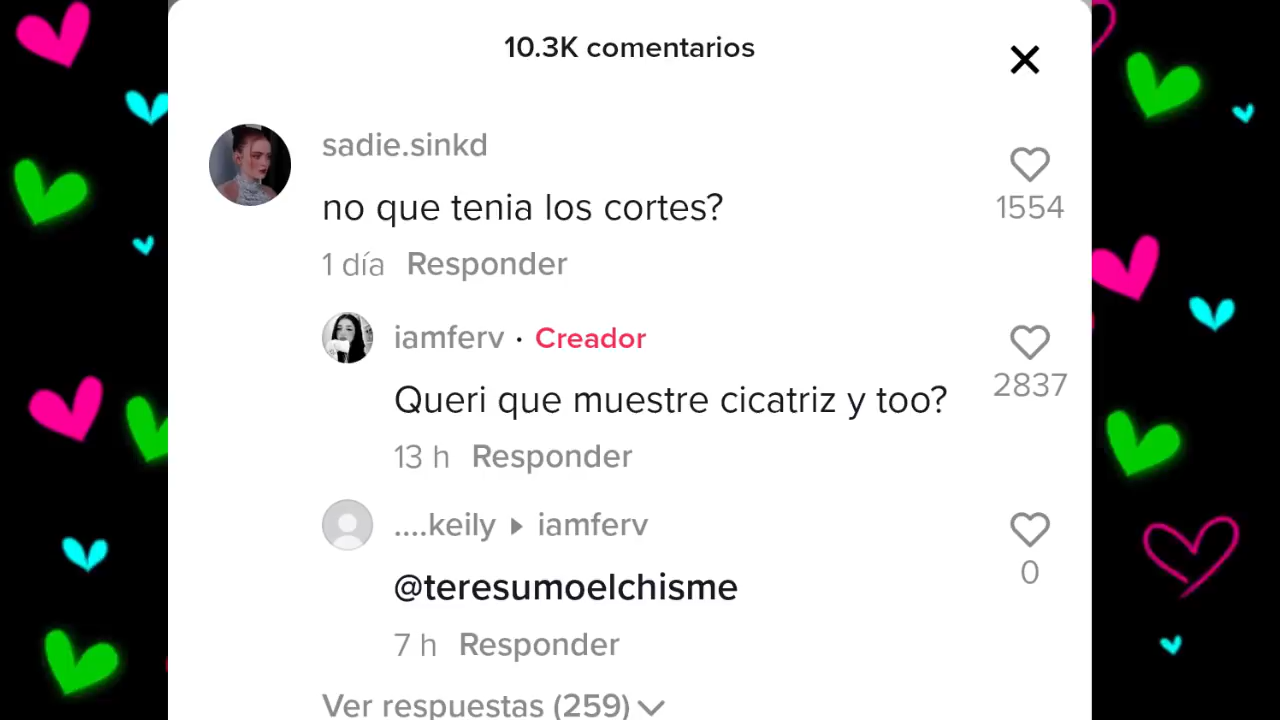 10.3K comentarios
sadie.sinkd
no que tenia los cortes?
1554
1 día Responder
iamferv · Creador
Queri que muestre cicatriz y too?
2837
13 h Responder
....keily ▸ iamferv
@teresumoelchisme
0
7 h Responder
Ver respuestas (259)